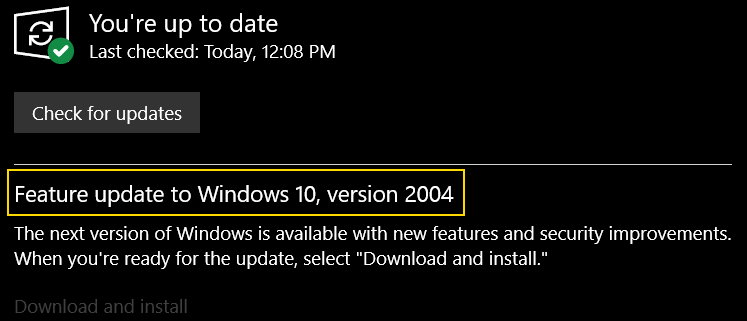 You're up to date
Last checked: Today, 12:08 PM
Check for updates
Feature update to Windows 10, version 2004
The next version of Windows is available with new features and security improvements.
When you're ready for the update, select "Download and install."
Download and install